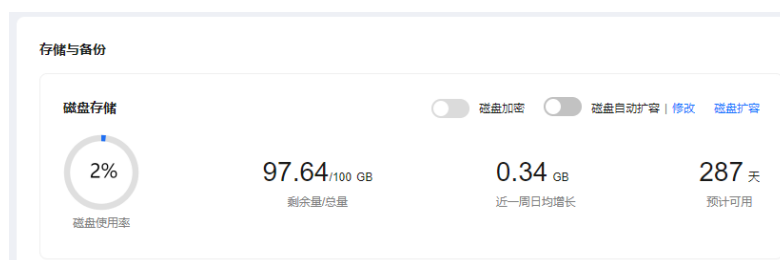 存储与备份
磁盘存储
磁盘加密 磁盘自动扩容 | 修改 磁盘扩容
2% 97.64/100 GB 0.34 GB 287 天
剩余量/总量 近一周日均增长 预计可用
磁盘使用率